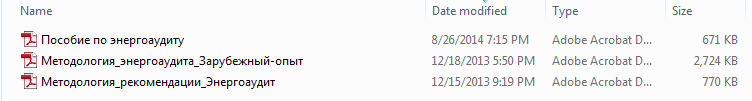 Name Date modified Type Size
Пособие по энергоаудиту 8/26/2014 7:15 PM Adobe Acrobat D... 671 KB
Методология_энергоаудита_Зарубежный-опыт 12/18/2013 5:50 PM Adobe Acrobat D... 2,724 KB
Методология_рекомендации_Энергоаудит 12/15/2013 9:19 PM Adobe Acrobat D... 770 KB